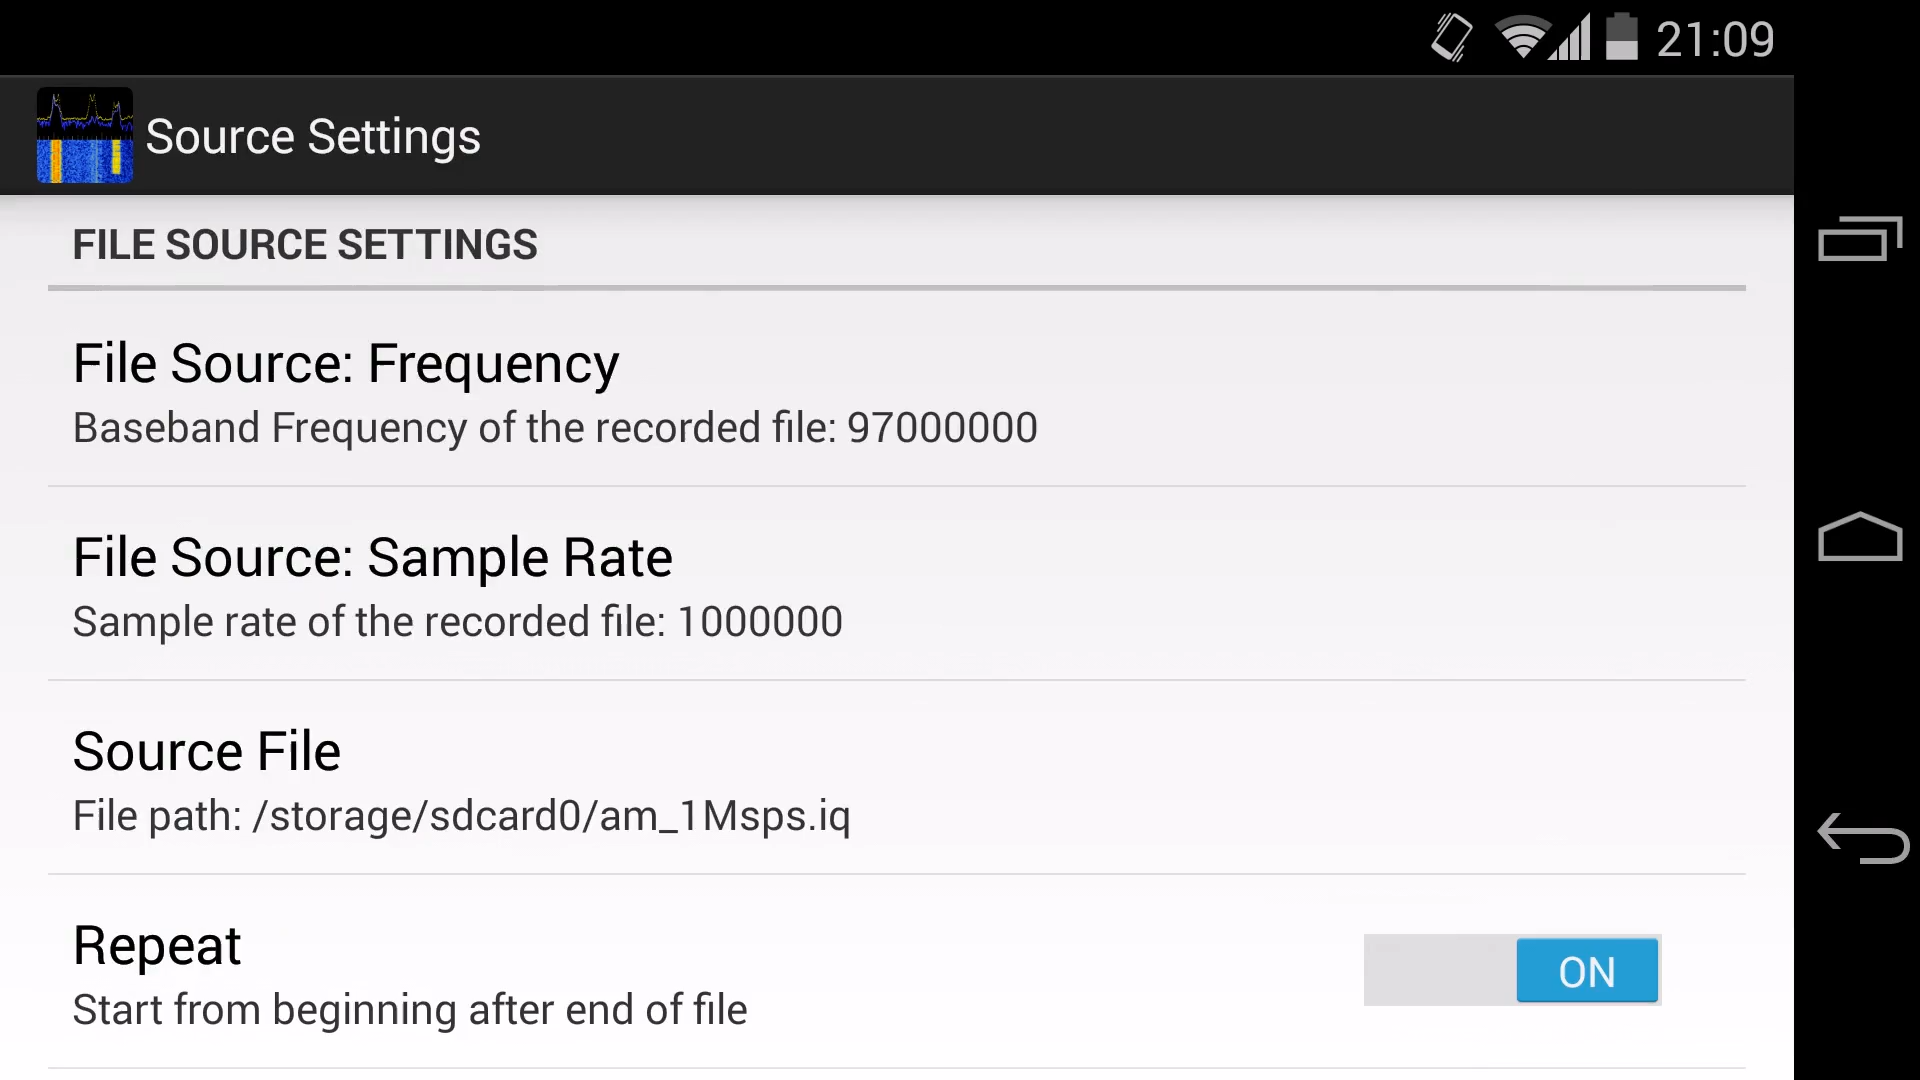 21:09
Source Settings
FILE SOURCE SETTINGS
File Source: Frequency
Baseband Frequency of the recorded file: 97000000
File Source: Sample Rate
Sample rate of the recorded file: 1000000
Source File
File path: /storage/sdcard0/am_1Msps.iq
Repeat
ON
Start from beginning after end of file